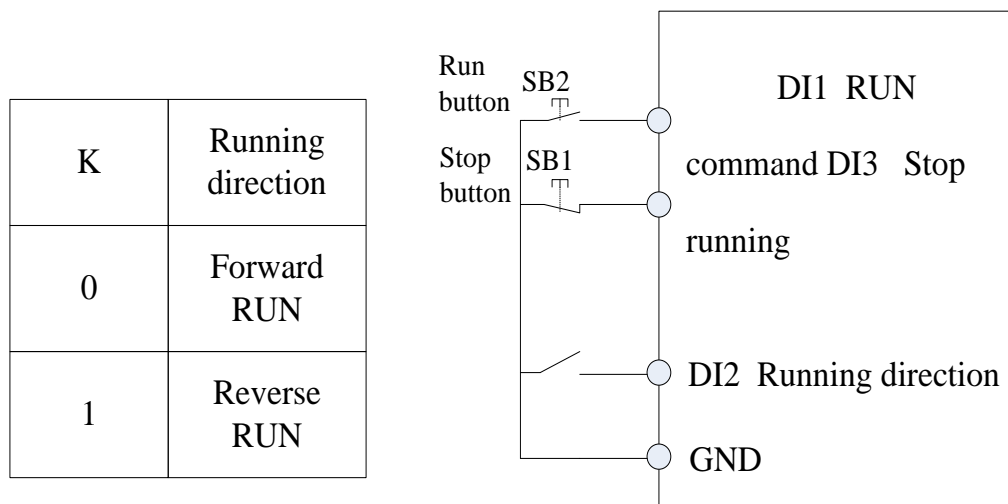 K
Running
direction
0
Forward
RUN
1
Reverse
RUN
Run
button
SB2
Stop
button
SB1
DI1 RUN
command DI3 Stop
running
DI2 Running direction
GND